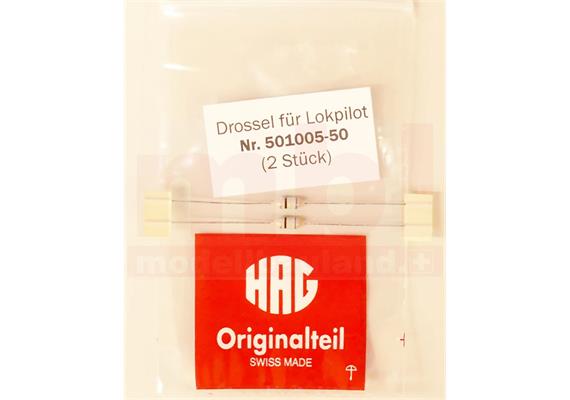 Drossel für Lokpilot
Nr. 501005-50
(2 Stück)
HAG
Originalteil
SWISS MADE